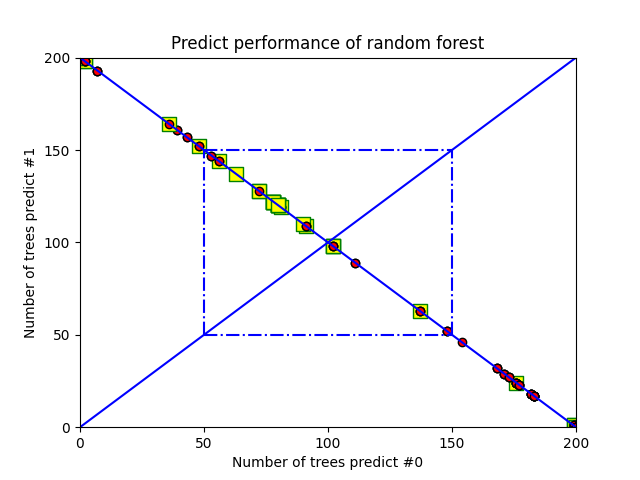 Predict performance of random forest
200
150
100
50
0
Number of trees predict #1
0 50 100 150 200
Number of trees predict #0